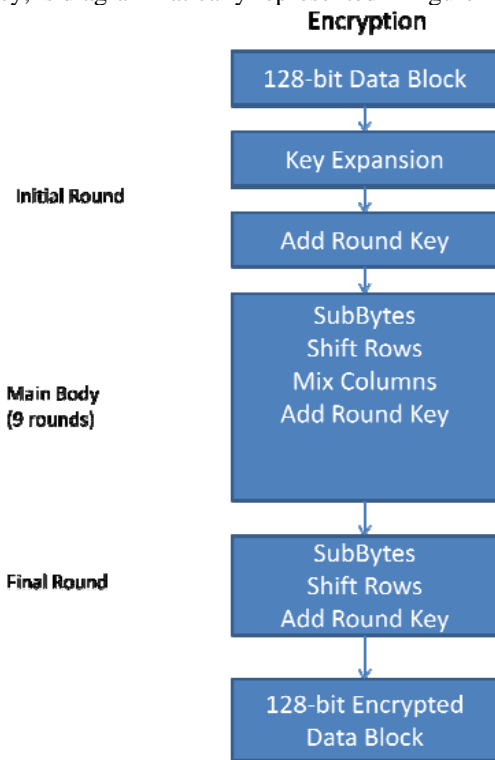 Encryption
128-bit Data Block
Key Expansion
Initial Round
Add Round Key
SubBytes
Shift Rows
Mix Columns
Main Body
Add Round Key
(9 rounds)
SubBytes
Final Round
Shift Rows
Add Round Key
128-bit Encrypted
Data Block